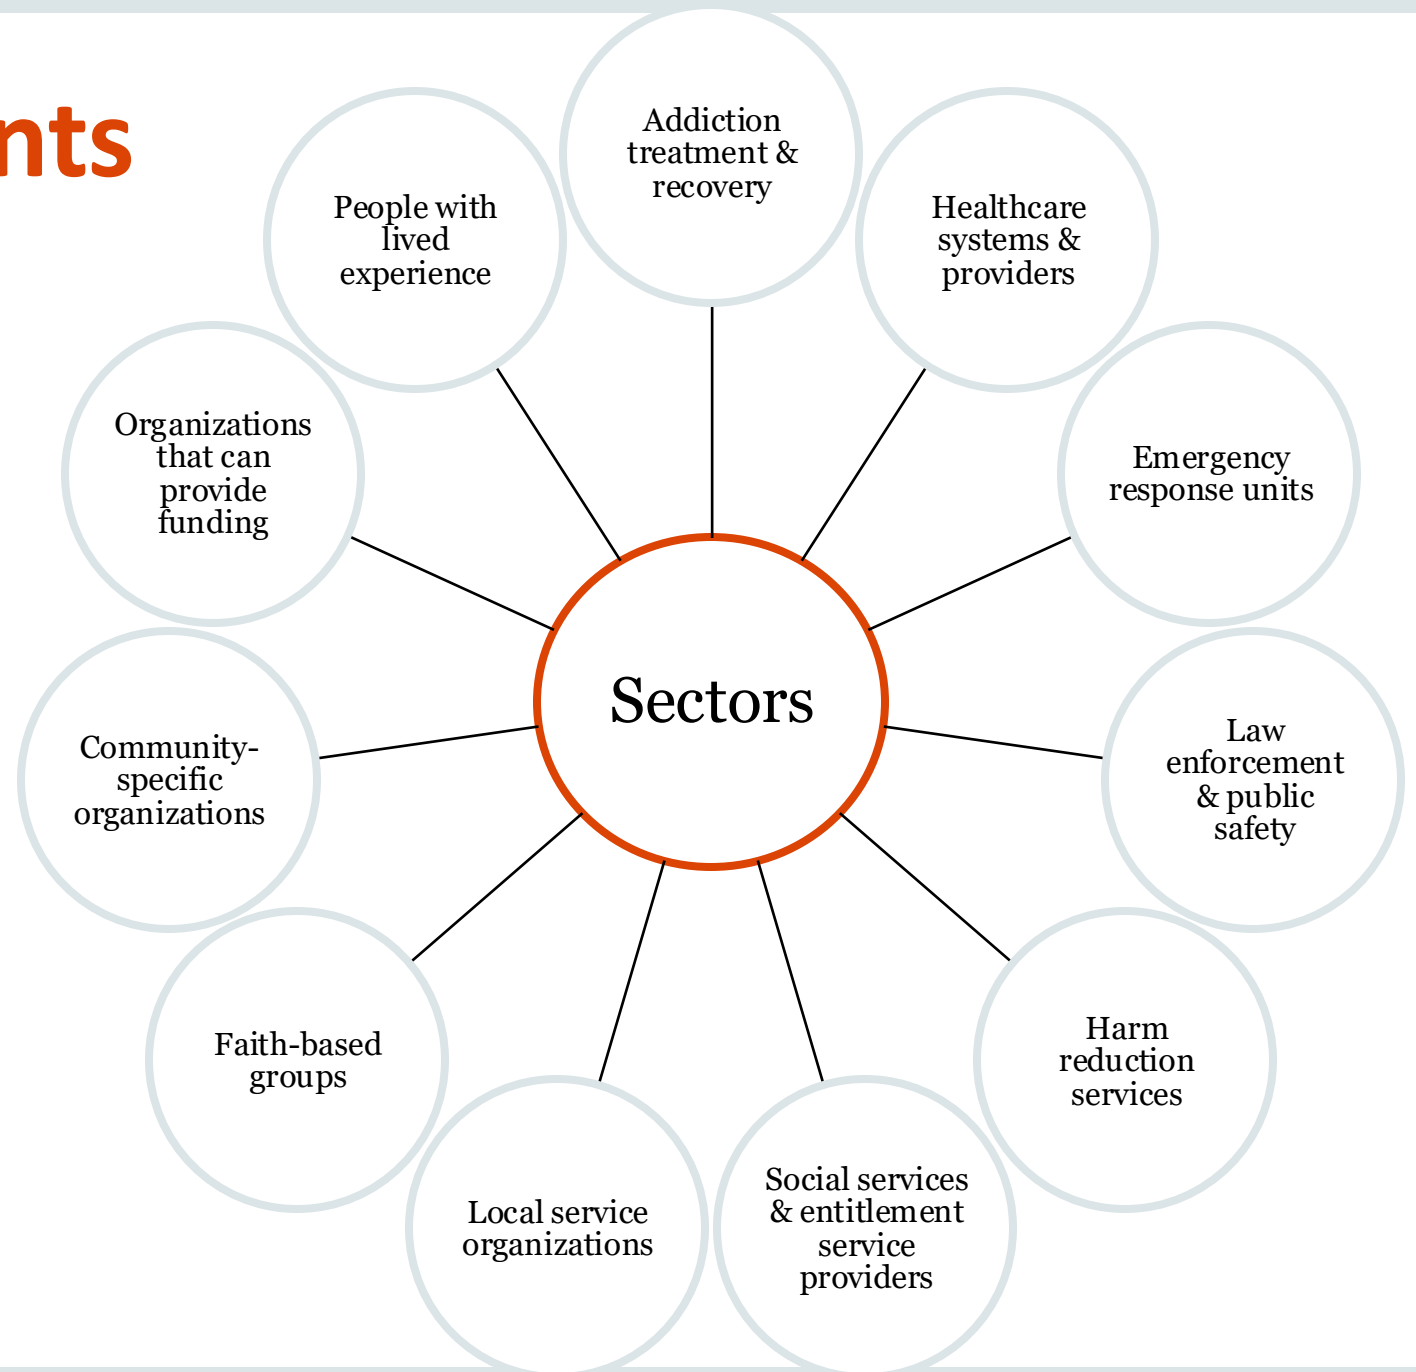 nts
Addiction
treatment &
recovery
Healthcare
systems &
providers
Emergency
response units
Law
enforcement
& public
safety
Harm
reduction
services
Social services
& entitlement
service
providers
Local service
organizations
Faith-based
groups
Community-
specific
organizations
Organizations
that can
provide
funding
People with
lived
experience
Sectors